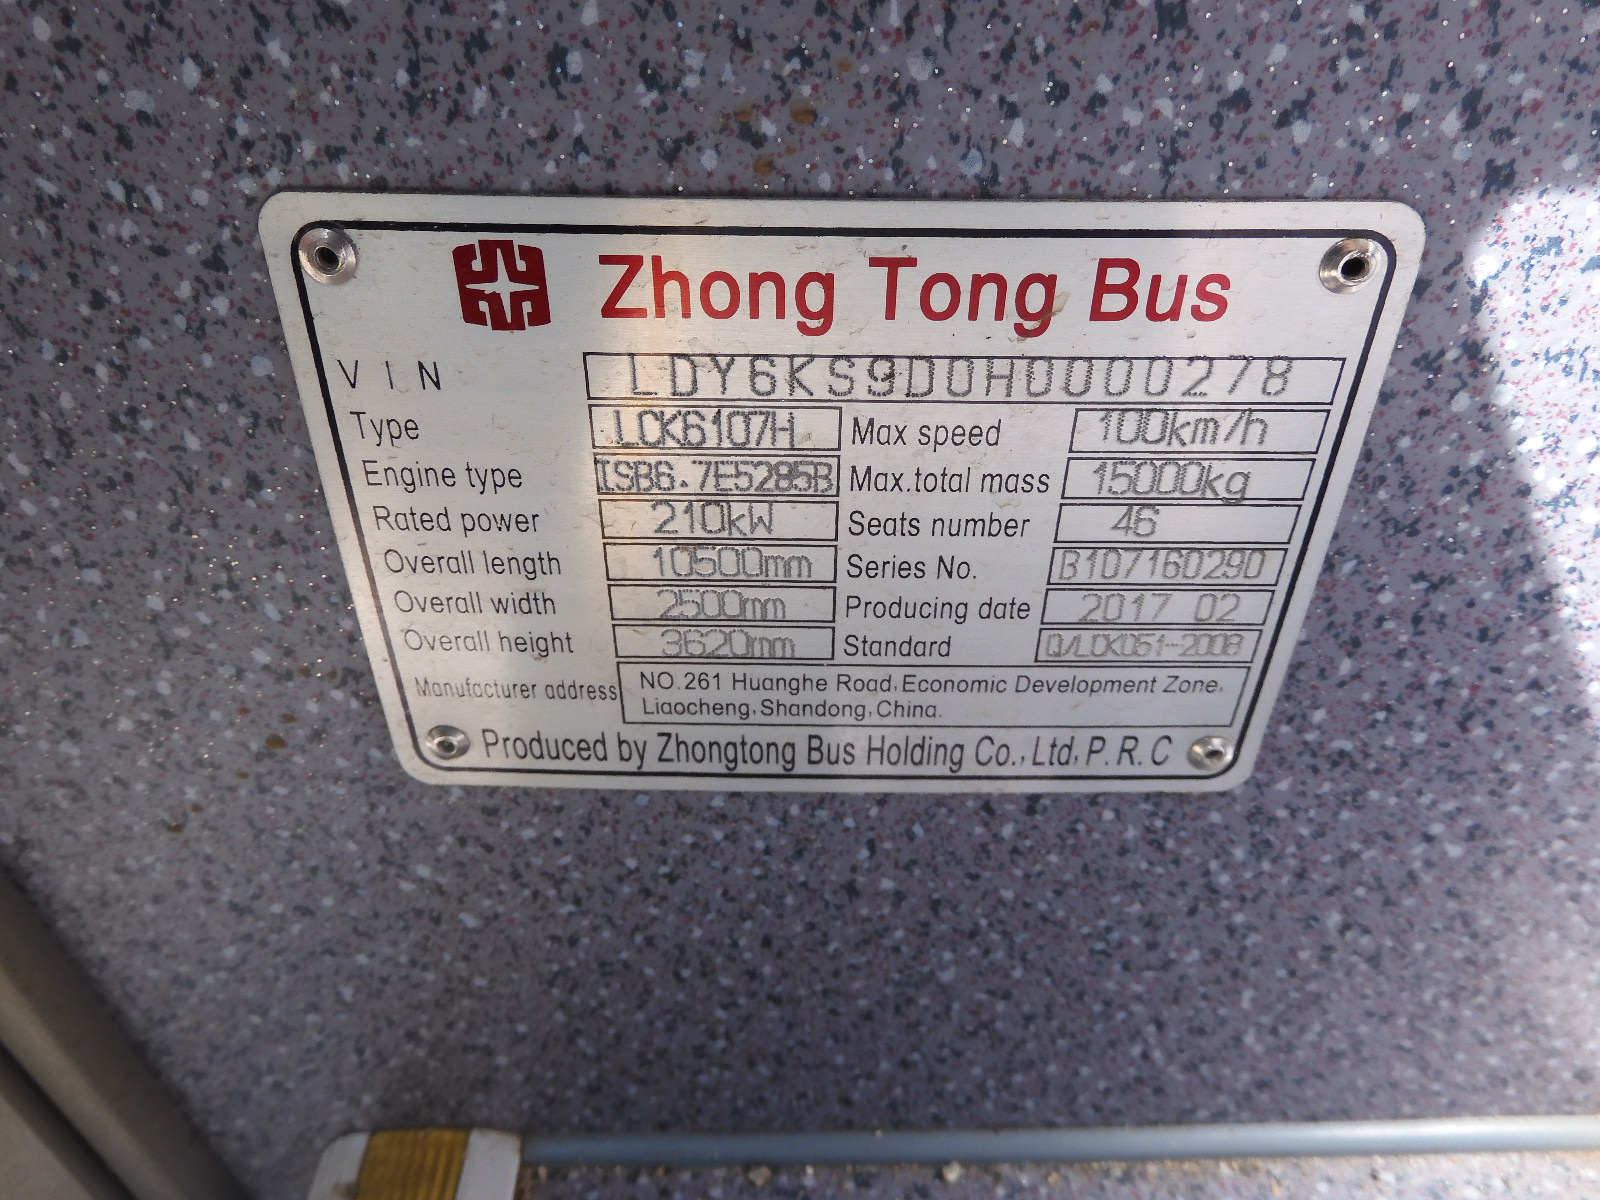 Zhong Tong Bus
VIN LDY6KS9D0H0000278
Type LCK6107H Max speed 100km/h
Engine type ISB6.7E5285B Max.total mass 15000kg
Rated power 210kW Seats number 46
Overall length 10500mm Series No. B107160290
Overall width 2500mm Producing date 2017 02
Overall height 3620mm Standard Q/LCK051-2008
Manufacturer address NO.261 Huanghe Road,Economic Development Zone,
Liaocheng,Shandong,China.
Produced by Zhongtong Bus Holding Co.,Ltd,P.R.C